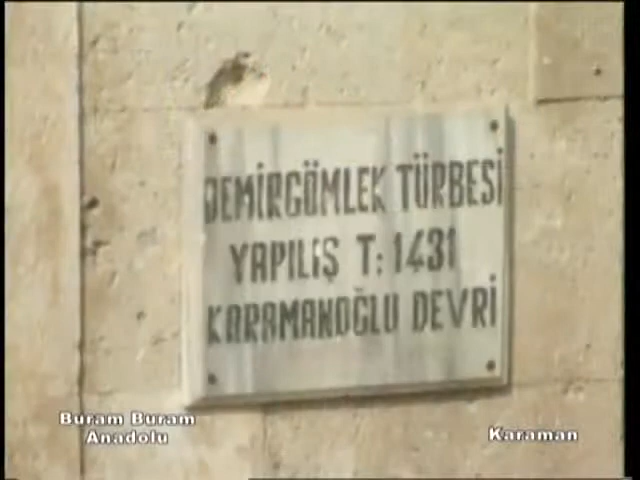 DEMİRGÖMLEK TÜRBESİ
YAPILIŞ T: 1431
KARAMANOĞLU DEVRİ
Buram Buram
Anadolu
Karaman